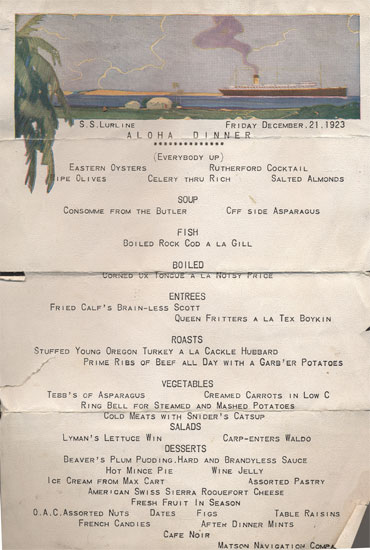 S.S.Lurline Friday December.21.1923
Aloha Dinner
(Everybody up)
Eastern Oysters Rutherford Cocktail
ipe Olives Celery thru Rich Salted Almonds
SOUP
Consomme from the Butler Cff side Asparagus
FISH
Boiled Rock Cod a la Gill
BOILED
Corned Ox Tongue a la Noisy Price
ENTREES
Fried Calf's Brain-less Scott
Queen Fritters a la Tex Boykin
ROASTS
Stuffed Young Oregon Turkey a la Cackle Hubbard
Prime Ribs of Beef all Day with a Garb'er Potatoes
VEGETABLES
Tebb's of Asparagus Creamed Carrots in Low C
Ring Bell for Steamed and Mashed Potatoes
Cold Meats with Snider's Catsup
SALADS
Lyman's Lettuce Win Carp-enters Waldo
DESSERTS
Beaver's Plum Pudding.Hard and Brandyless Sauce
Hot Mince Pie Wine Jelly
Ice Cream from Max Cart Assorted Pastry
American Swiss Sierra Roquefort Cheese
Fresh Fruit In Season
O.A.C.Assorted Nuts Dates Figs Table Raisins
French Candies After Dinner Mints
Cafe Noir
Matson Navigation Compa